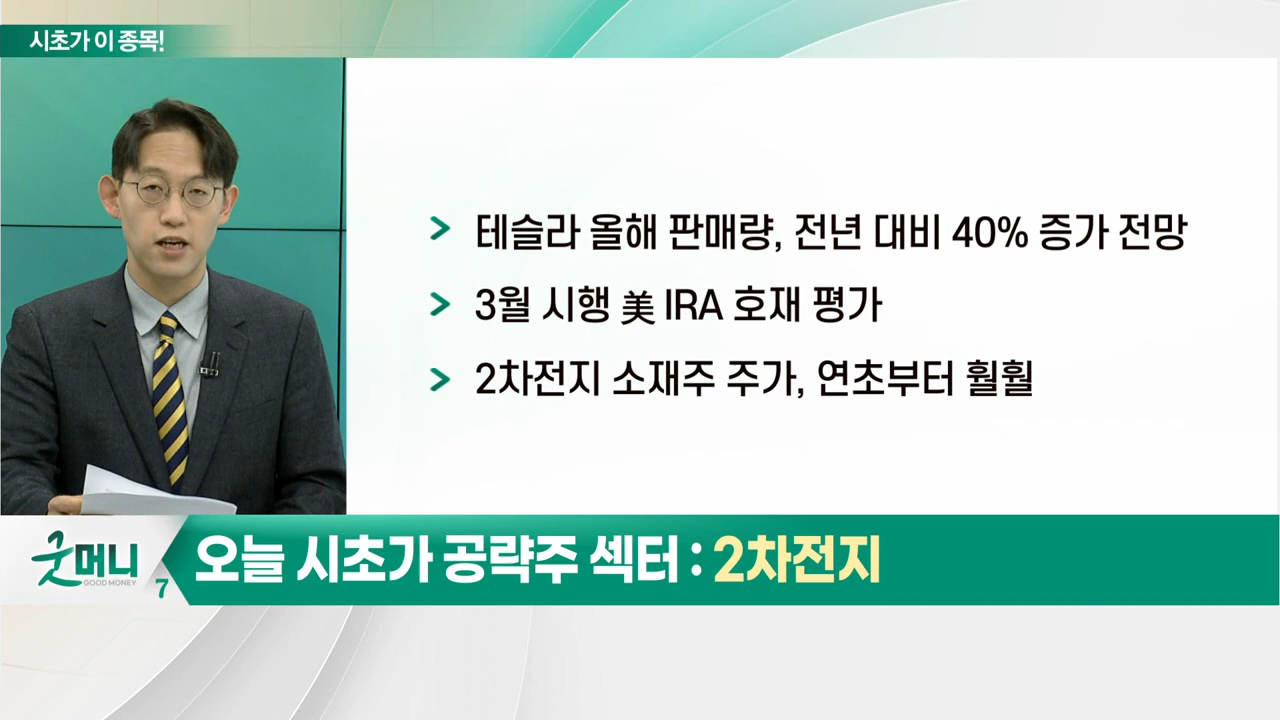 시초가 이 종목!
> 테슬라 올해 판매량, 전년 대비 40% 증가 전망
> 3월 시행 美 IRA 호재 평가
> 2차전지 소재주 주가, 연초부터 훨훨
굿머니
GOOD MONEY
7
오늘 시초가 공략주 섹터 : 2차전지